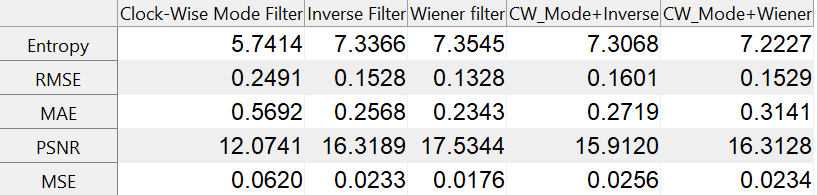 Clock-Wise Mode Filter Inverse Filter Wiener filter CW_Mode+Inverse CW_Mode+Wiener
Entropy 5.7414 7.3366 7.3545 7.3068 7.2227
RMSE 0.2491 0.1528 0.1328 0.1601 0.1529
MAE 0.5692 0.2568 0.2343 0.2719 0.3141
PSNR 12.0741 16.3189 17.5344 15.9120 16.3128
MSE 0.0620 0.0233 0.0176 0.0256 0.0234